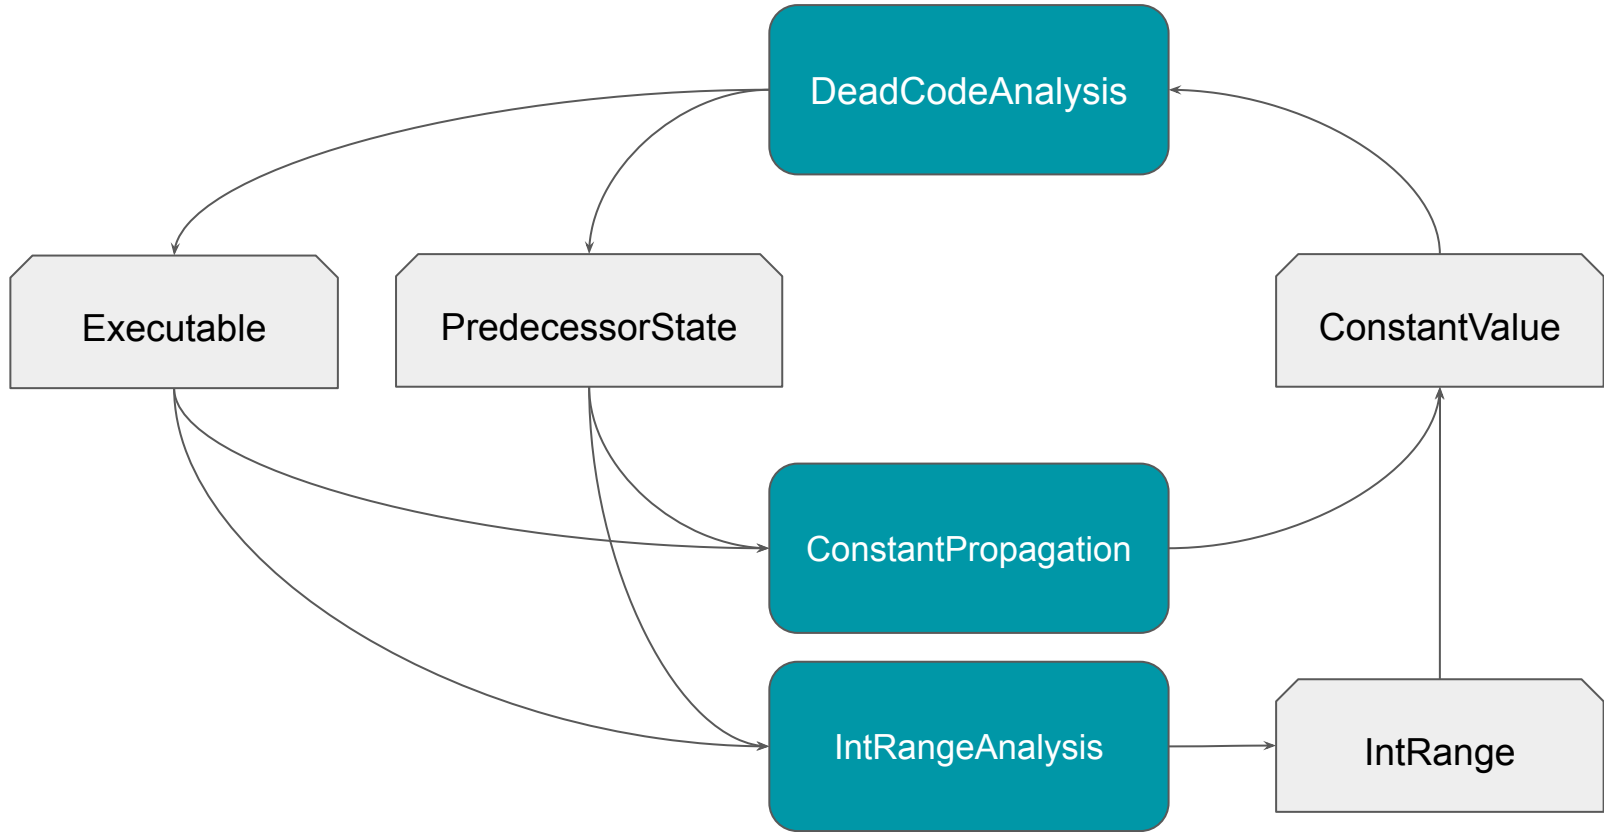 DeadCodeAnalysis
Executable
PredecessorState
ConstantValue
ConstantPropagation
IntRangeAnalysis
IntRange